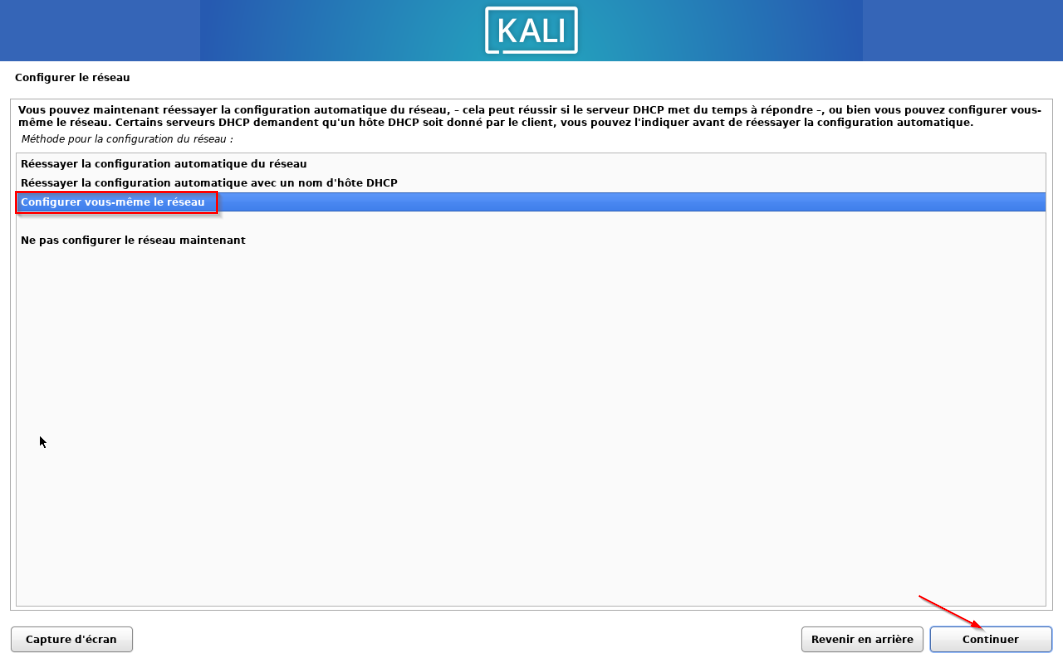 KALI
Configurer le réseau
Vous pouvez maintenant réessayer la configuration automatique du réseau, – cela peut réussir si le serveur DHCP met du temps à répondre –, ou bien vous pouvez configurer vous-
même le réseau. Certains serveurs DHCP demandent qu'un hôte DHCP soit donné par le client, vous pouvez l'indiquer avant de réessayer la configuration automatique.
Méthode pour la configuration du réseau :
Réessayer la configuration automatique du réseau
Réessayer la configuration automatique avec un nom d'hôte DHCP
Configurer vous-même le réseau
Ne pas configurer le réseau maintenant
Capture d'écran
Revenir en arrière
Continuer